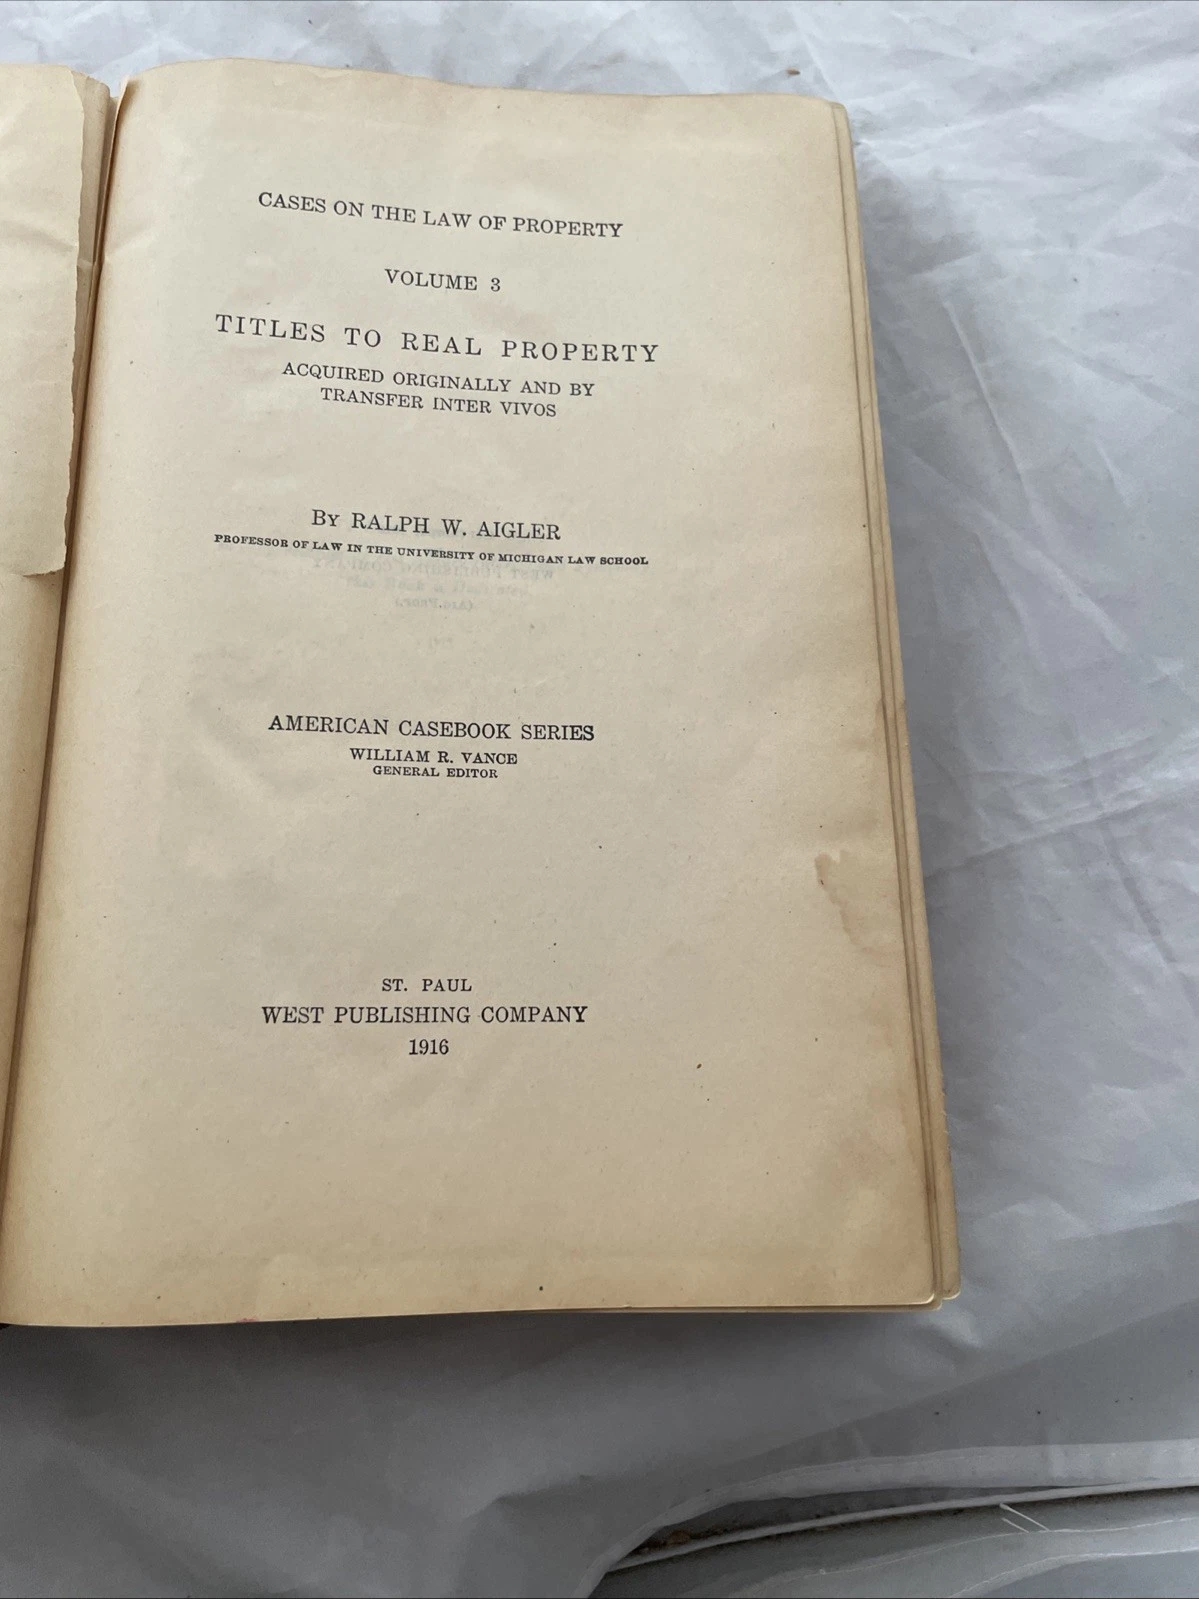 CASES ON THE LAW OF PROPERTY
VOLUME 3
TITLES TO REAL PROPERTY
ACQUIRED ORIGINALLY AND BY
TRANSFER INTER VIVOS
By RALPH W. AIGLER
PROFESSOR OF LAW IN THE UNIVERSITY OF MICHIGAN LAW SCHOOL
AMERICAN CASEBOOK SERIES
WILLIAM R. VANCE
GENERAL EDITOR
ST. PAUL
WEST PUBLISHING COMPANY
1916